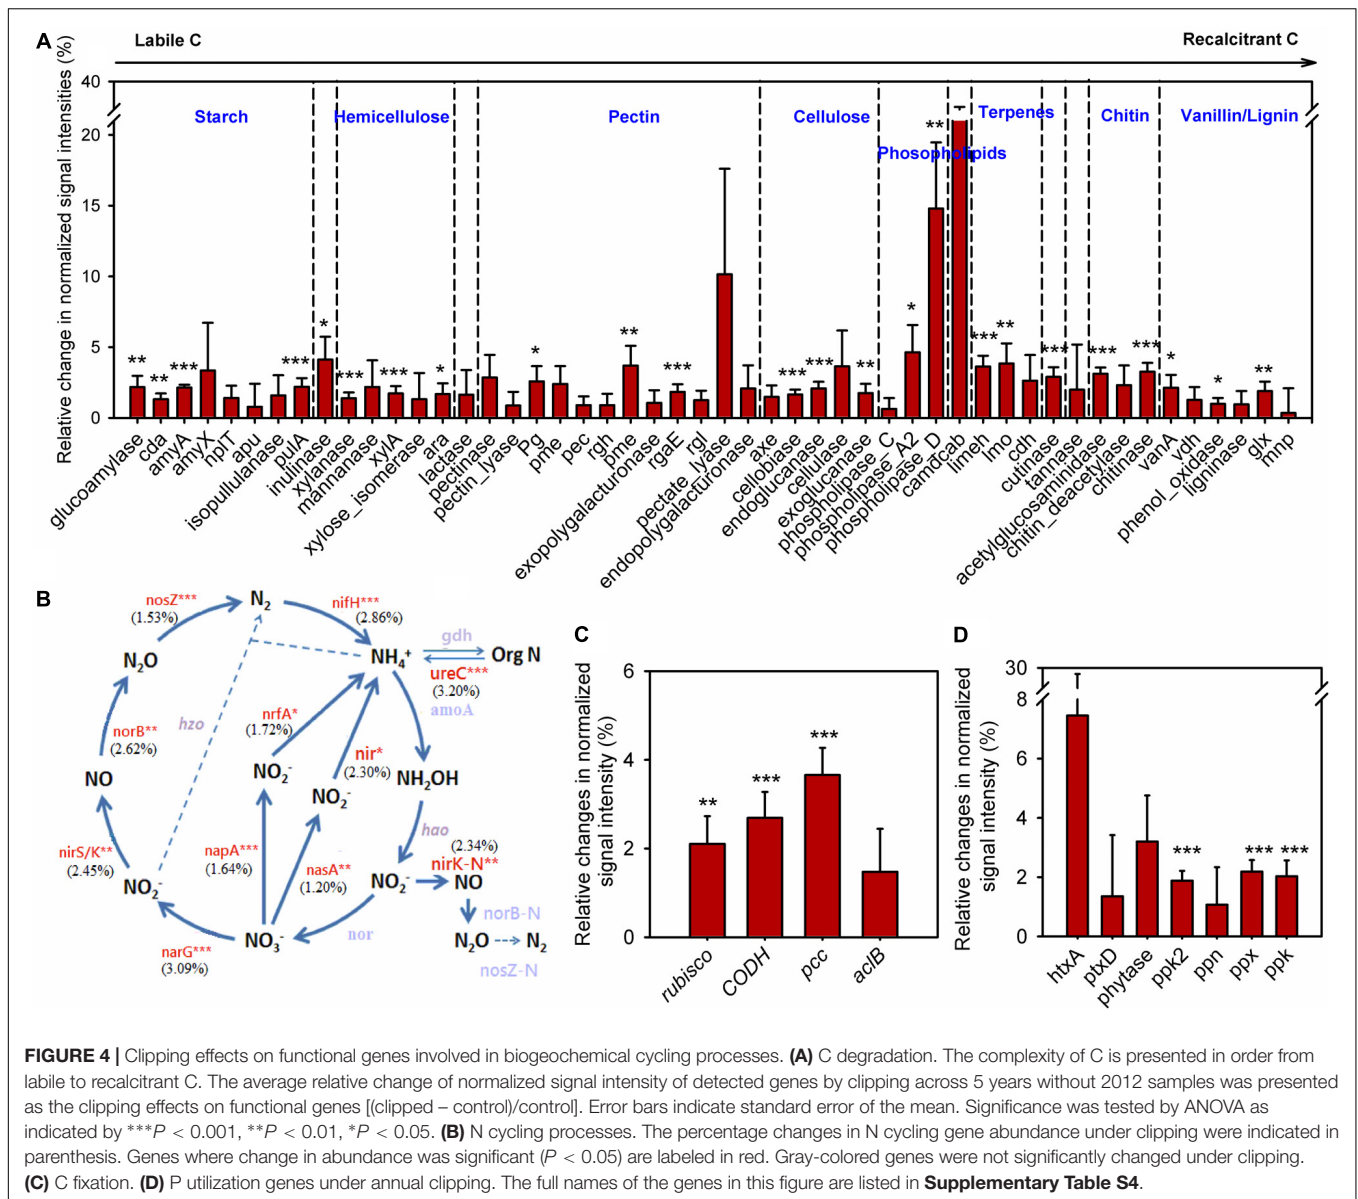 A
Labile C
Recalcitrant C
Relative change in normalized signal intensities (%)
40
20
15
10
5
0
Starch
Hemicellulose
Pectin
Cellulose
Phosopholipids
Terpenes
Chitin
Vanillin/Lignin
** ** *** *** * *** *** * * ** *** *** ** * ** *** ** *** *** *** * * **
glucoamylase
cda
amyA
amyX
nplT
apu
isopullulanase
pulA
inulinase
xylanase
mannanase
xylA
xylose_isomerase
ara
lactase
pectinase
pectin_lyase
Pg
pme
pec
rgh
pme
exopolygalacturonase
rgaE
rgl
pectate_lyase
endopolygalacturonase
axe
cellobiase
endoglucanase
cellulase
exoglucanase
phospholipase_C
phospholipase_A2
phospholipase_D
camdcab
limeh
lmo
cdh
cutinase
tannase
acetylglucosaminidase
chitin_deacetylase
chitinase
vanA
vdh
phenol_oxidase
ligninase
glx
mnp
B
nosZ***
(1.53%)
N₂
nifH***
(2.86%)
N₂O
NH₄⁺
gdh
Org N
ureC***
(3.20%)
amoA
norB**
(2.62%)
hzo
nrfA*
(1.72%)
nir*
(2.30%)
NO
NO₂⁻
NO₂⁻
NH₂OH
hao
(2.34%)
nirK-N**
nirS/K**
(2.45%)
napA***
(1.64%)
nasA**
(1.20%)
NO₂⁻
NO₂⁻
NO
norB-N
narG***
(3.09%)
NO₃⁻
nor
N₂O
N₂
nosZ-N
C
Relative changes in normalized
signal intensity (%)
6
4
2
0
** *** ***
rubisco
CODH
pcc
aclB
D
Relative changes in normalized
signal intensity (%)
30
8
6
4
2
0
*** *** ***
htxA
ptxD
phytase
ppk2
ppn
ppx
ppk
FIGURE 4 | Clipping effects on functional genes involved in biogeochemical cycling processes. (A) C degradation. The complexity of C is presented in order from
labile to recalcitrant C. The average relative change of normalized signal intensity of detected genes by clipping across 5 years without 2012 samples was presented
as the clipping effects on functional genes [(clipped – control)/control]. Error bars indicate standard error of the mean. Significance was tested by ANOVA as
indicated by ***P < 0.001, **P < 0.01, *P < 0.05. (B) N cycling processes. The percentage changes in N cycling gene abundance under clipping were indicated in
parenthesis. Genes where change in abundance was significant (P < 0.05) are labeled in red. Gray-colored genes were not significantly changed under clipping.
(C) C fixation. (D) P utilization genes under annual clipping. The full names of the genes in this figure are listed in Supplementary Table S4.